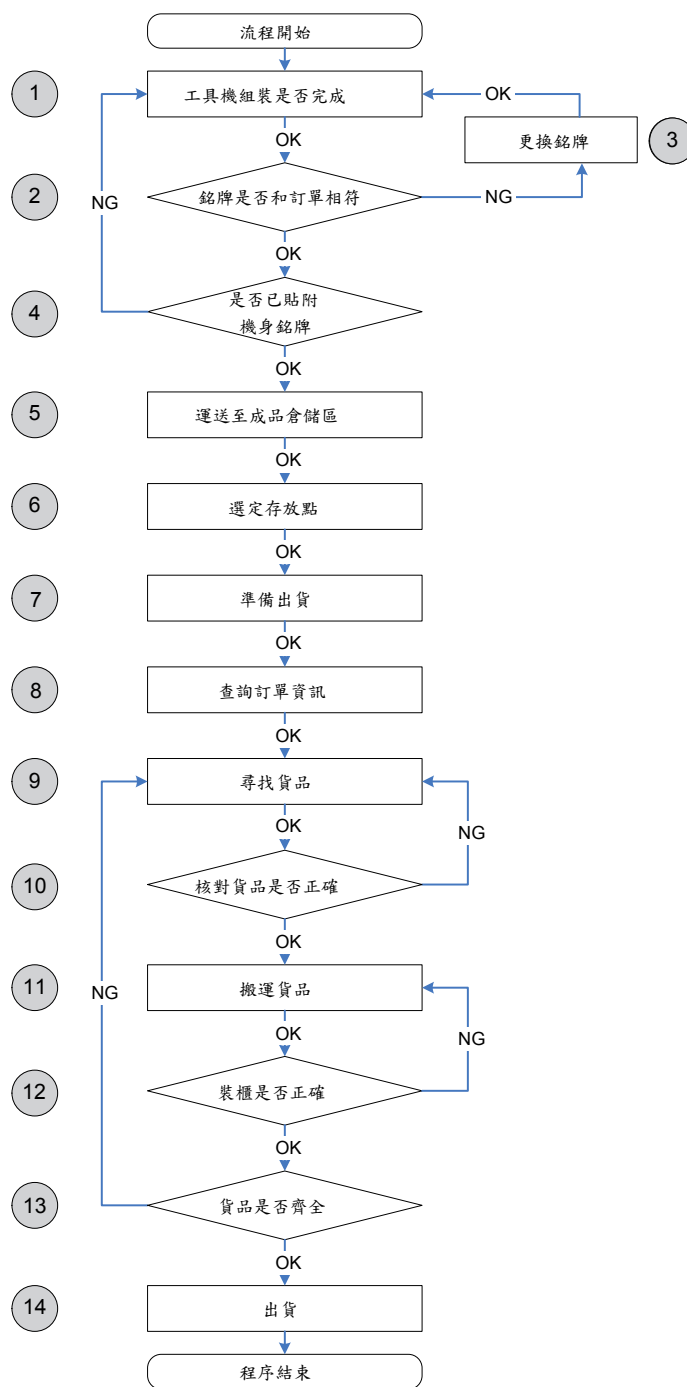 流程開始
1
工具機組裝是否完成
OK
OK
更換銘牌
3
2
NG
銘牌是否和訂單相符
NG
OK
4
是否已貼附
機身銘牌
OK
5
運送至成品倉儲區
OK
6
選定存放點
OK
7
準備出貨
OK
8
查詢訂單資訊
OK
9
尋找貨品
OK
NG
10
核對貨品是否正確
OK
11
NG
搬運貨品
OK
NG
12
裝櫃是否正確
OK
13
貨品是否齊全
OK
14
出貨
程序結束